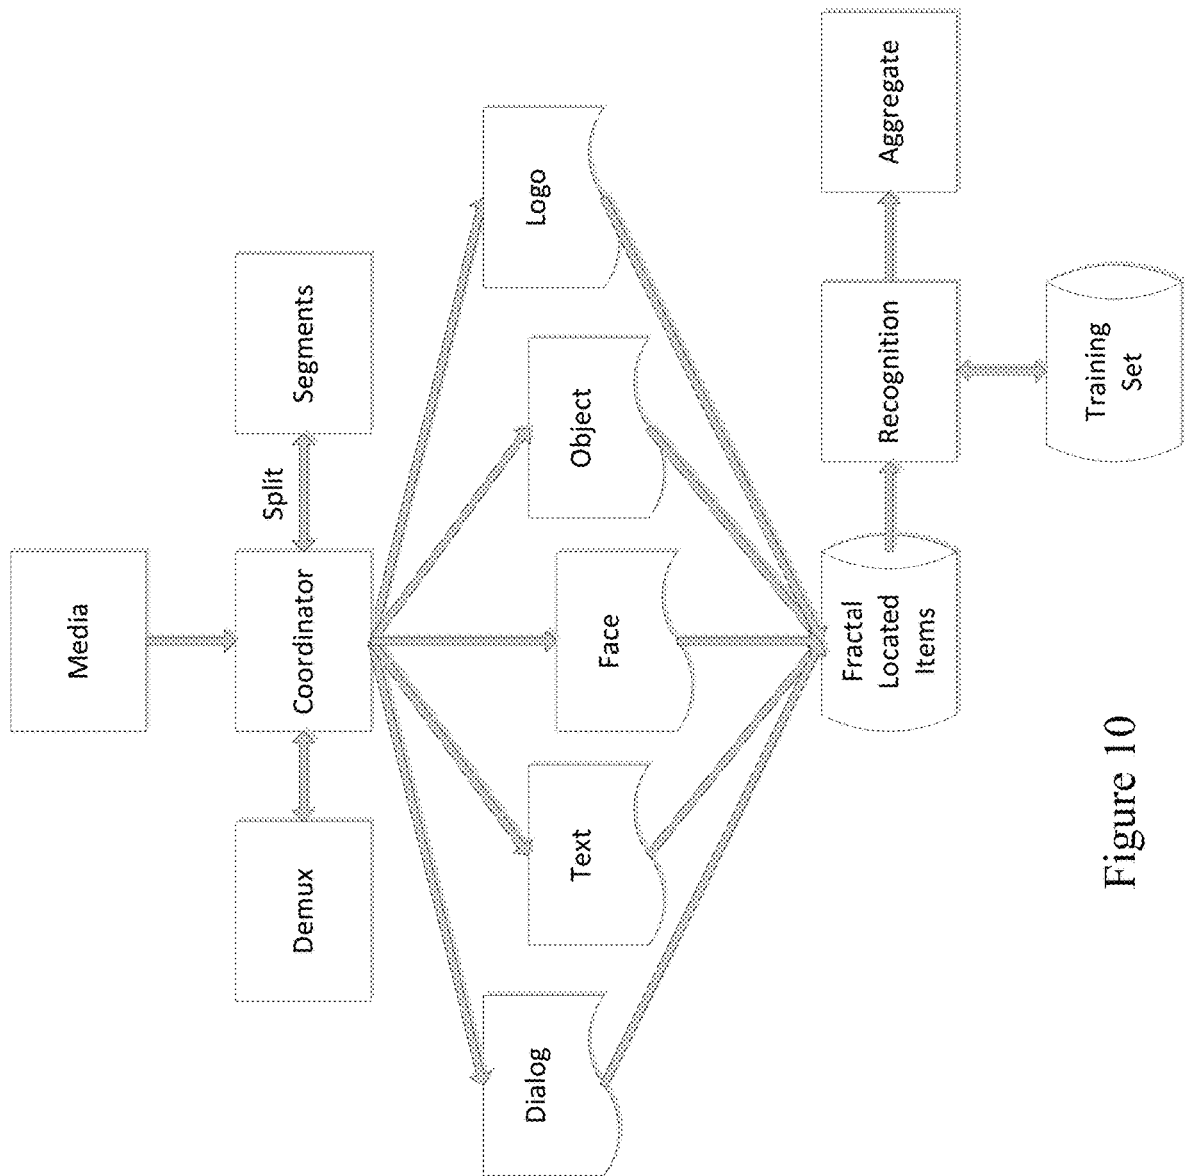 Media
Demux
Coordinator
Split
Segments
Dialog
Text
Face
Object
Logo
Fractal
Located
Items
Recognition
Aggregate
Training
Set
Figure 10